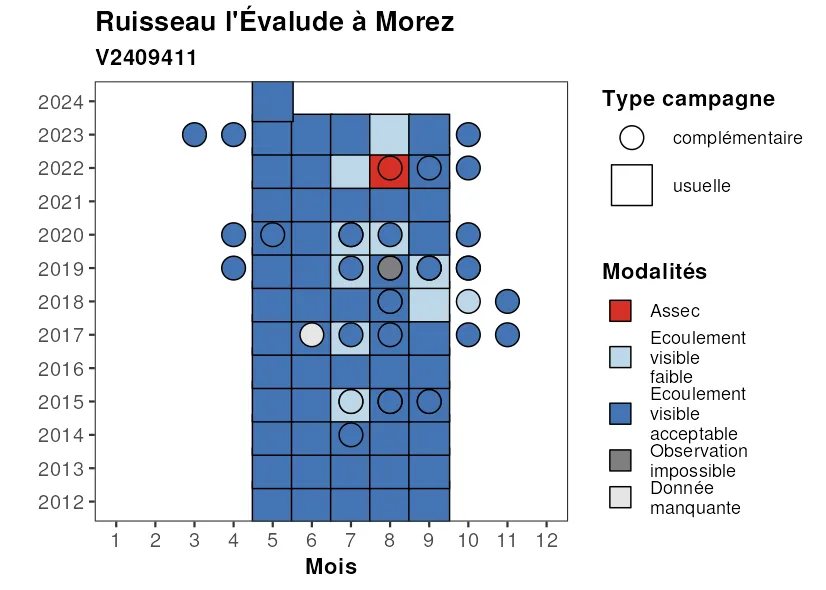 Ruisseau l'Évalude à Morez
V2409411
2024
2023
2022
2021
2020
2019
2018
2017
2016
2015
2014
2013
2012
1 2 3 4 5 6 7 8 9 10 11 12
Mois
Type campagne
complémentaire
usuelle
Modalités
Assec
Ecoulement
visible
faible
Ecoulement
visible
acceptable
Observation
impossible
Donnée
manquante